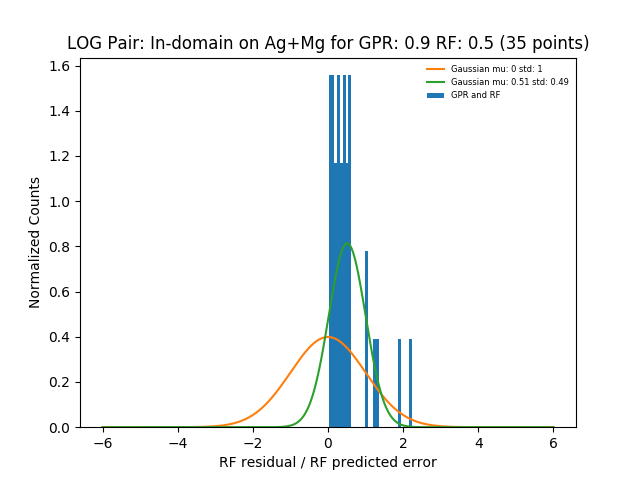 LOG Pair: In-domain on Ag+Mg for GPR: 0.9 RF: 0.5 (35 points)
Gaussian mu: 0 std: 1
Gaussian mu: 0.51 std: 0.49
GPR and RF
Normalized Counts
1.6
1.4
1.2
1.0
0.8
0.6
0.4
0.2
0.0
−6 −4 −2 0 2 4 6
RF residual / RF predicted error